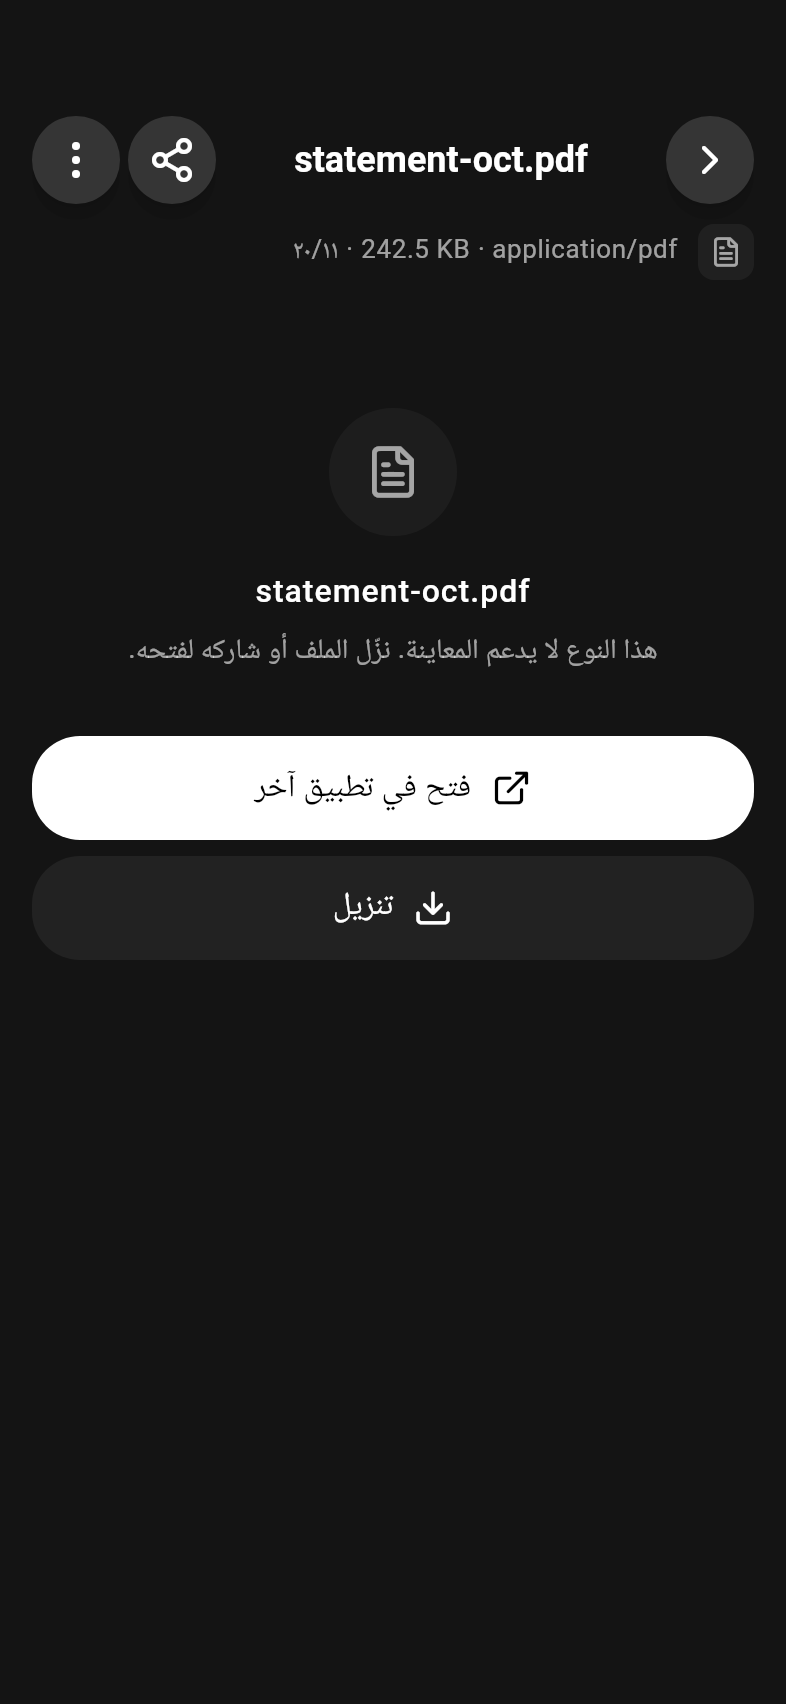 statement-oct.pdf
application/pdf · 242.5 KB · ٢٠/١١
statement-oct.pdf
هذا النوع لا يدعم المعاينة. نزّل الملف أو شاركه لفتحه.
فتح في تطبيق آخر
تنزيل